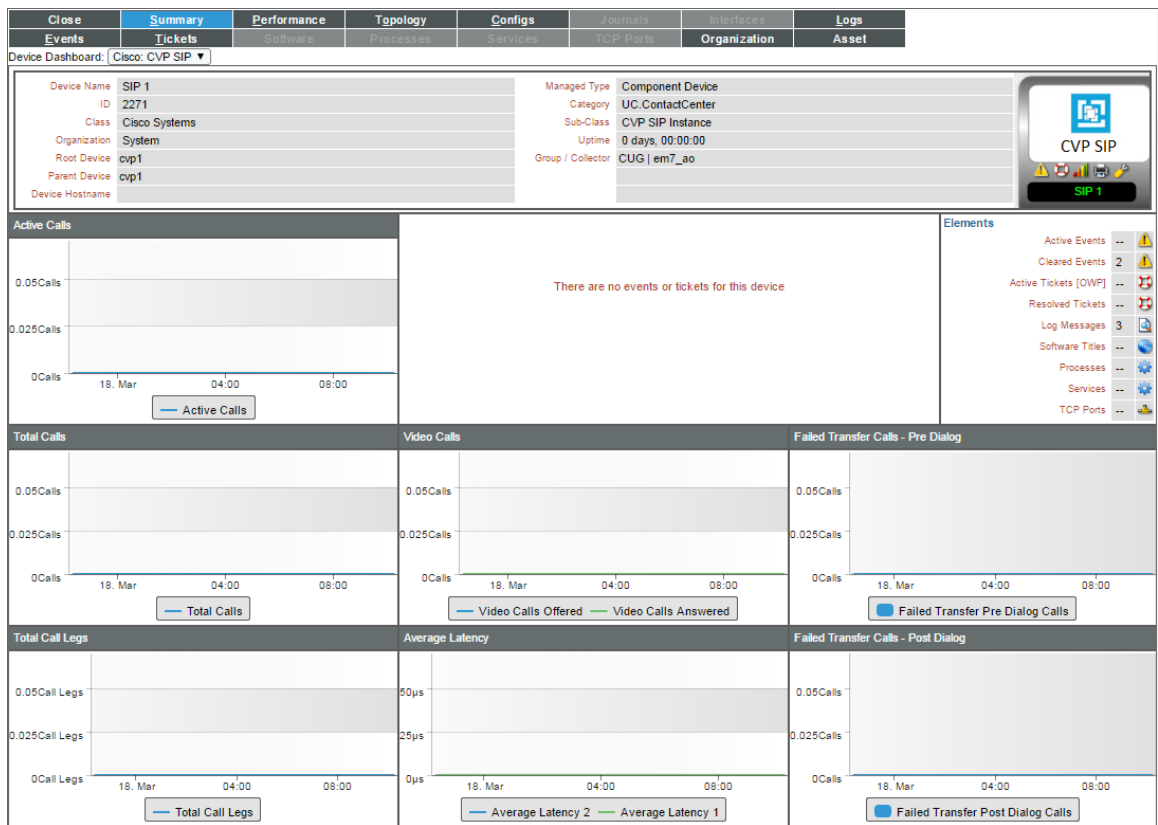 Close Summary Performance Topology Configs Journals Interfaces Logs
Events Tickets Software Processes Services TCP Ports Organization Asset
Device Dashboard: Cisco: CVP SIP ▼
Device Name SIP 1 Managed Type Component Device
ID 2271 Category UC.ContactCenter
Class Cisco Systems Sub-Class CVP SIP Instance
Organization System Uptime 0 days, 00:00:00
Root Device cvp1 Group / Collector CUG | em7_ao
Parent Device cvp1
Device Hostname
CVP SIP
SIP 1
Active Calls
0.05Calls
0.025Calls
0Calls
18. Mar 04:00 08:00
Active Calls
There are no events or tickets for this device
Elements
Active Events --
Cleared Events 2
Active Tickets [OWP] --
Resolved Tickets --
Log Messages 3
Software Titles --
Processes --
Services --
TCP Ports --
Total Calls
0.05Calls
0.025Calls
0Calls
18. Mar 04:00 08:00
Total Calls
Video Calls
0.05Calls
0.025Calls
0Calls
18. Mar 04:00 08:00
Video Calls Offered Video Calls Answered
Failed Transfer Calls - Pre Dialog
0.05Calls
0.025Calls
0Calls
18. Mar 04:00 08:00
Failed Transfer Pre Dialog Calls
Total Call Legs
0.05Call Legs
0.025Call Legs
0Call Legs
18. Mar 04:00 08:00
Total Call Legs
Average Latency
50µs
25µs
0µs
18. Mar 04:00 08:00
Average Latency 2 Average Latency 1
Failed Transfer Calls - Post Dialog
0.05Calls
0.025Calls
0Calls
18. Mar 04:00 08:00
Failed Transfer Post Dialog Calls